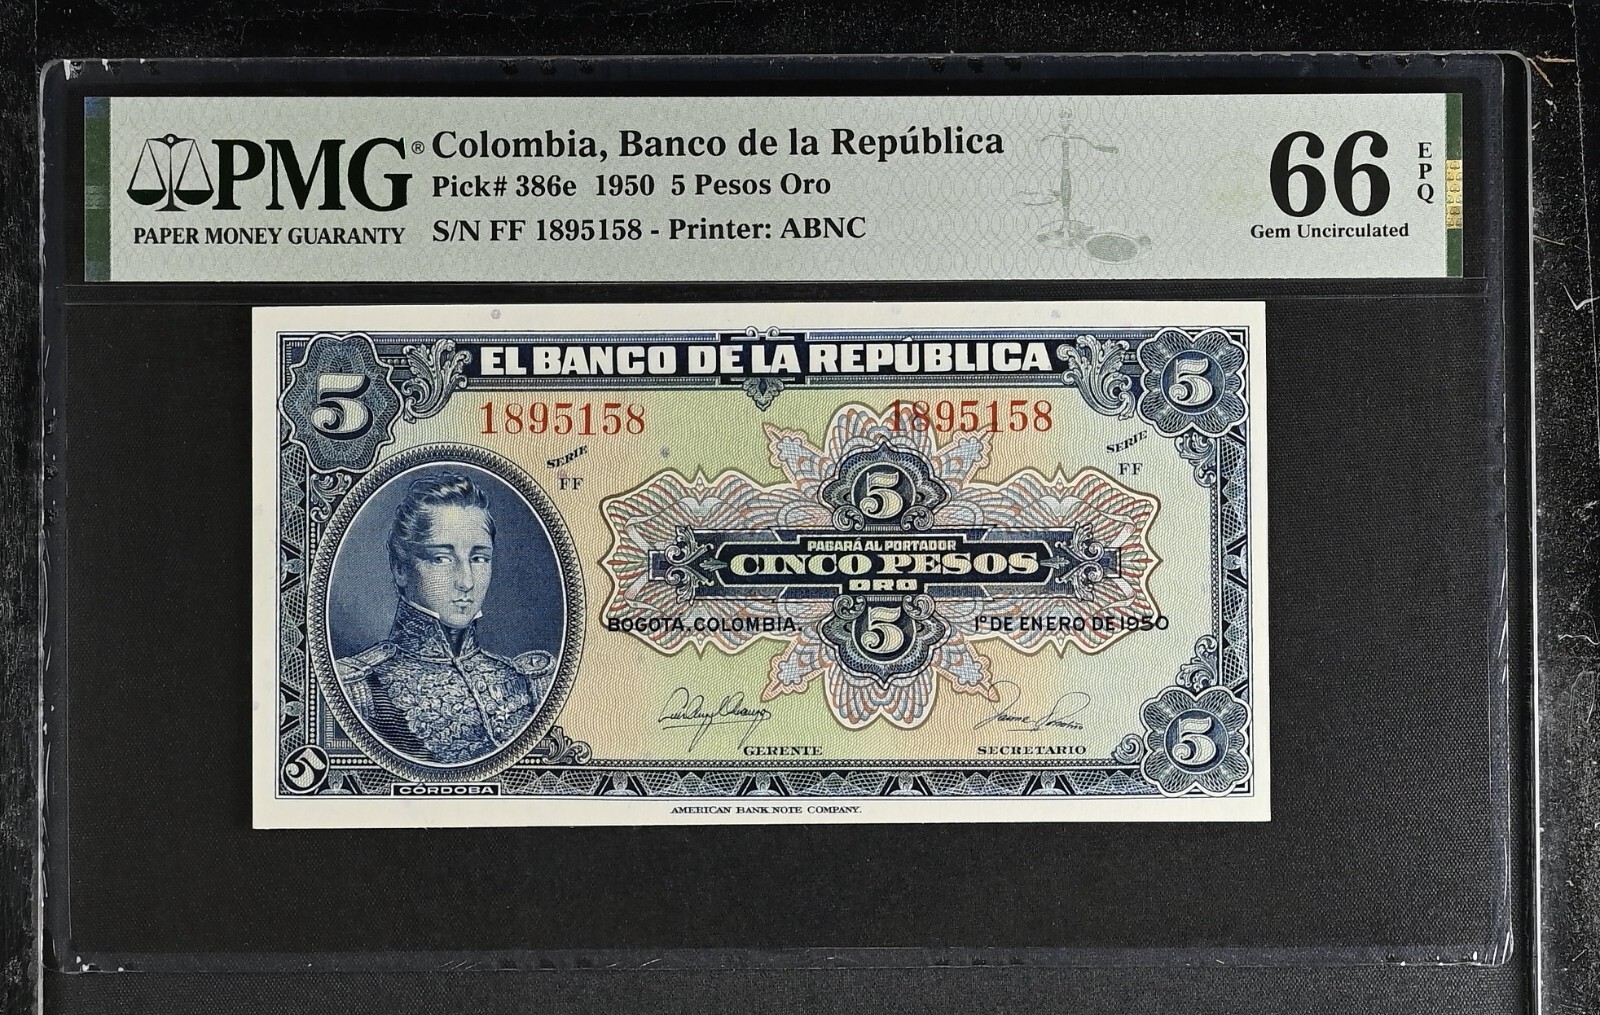 PMG®
PAPER MONEY GUARANTY
Colombia, Banco de la República
Pick# 386e 1950 5 Pesos Oro
S/N FF 1895158 - Printer: ABNC
66
EPQ
Gem Uncirculated
5
EL BANCO DE LA REPÚBLICA
5
1895158
1895158
SERIE
FF
SERIE
FF
5
PAGARÁ AL PORTADOR
CINCO PESOS
ORO
BOGOTA, COLOMBIA.
1º DE ENERO DE 1950
5
GERENTE
SECRETARIO
5
CÓRDOBA
5
AMERICAN BANK NOTE COMPANY.